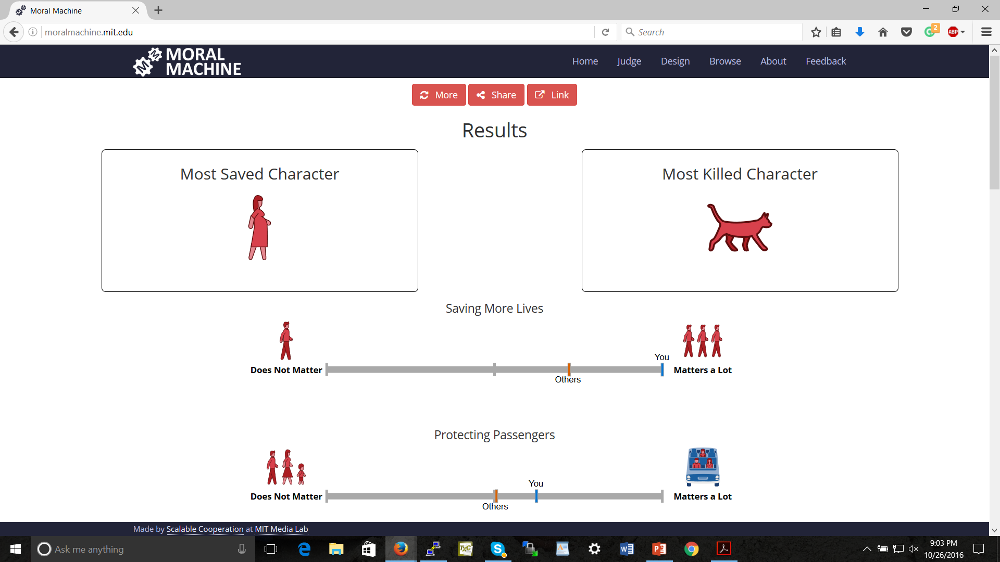 Moral Machine
moralmachine.mit.edu
Search
2
ABP
M
M
MORAL
MACHINE
Home Judge Design Browse About Feedback
More Share Link
Results
Most Saved Character
Most Killed Character
Saving More Lives
You
Does Not Matter
Matters a Lot
Others
Protecting Passengers
You
Does Not Matter
Matters a Lot
Others
Made by Scalable Cooperation at MIT Media Lab
Ask me anything
TXC
9:03 PM
10/26/2016